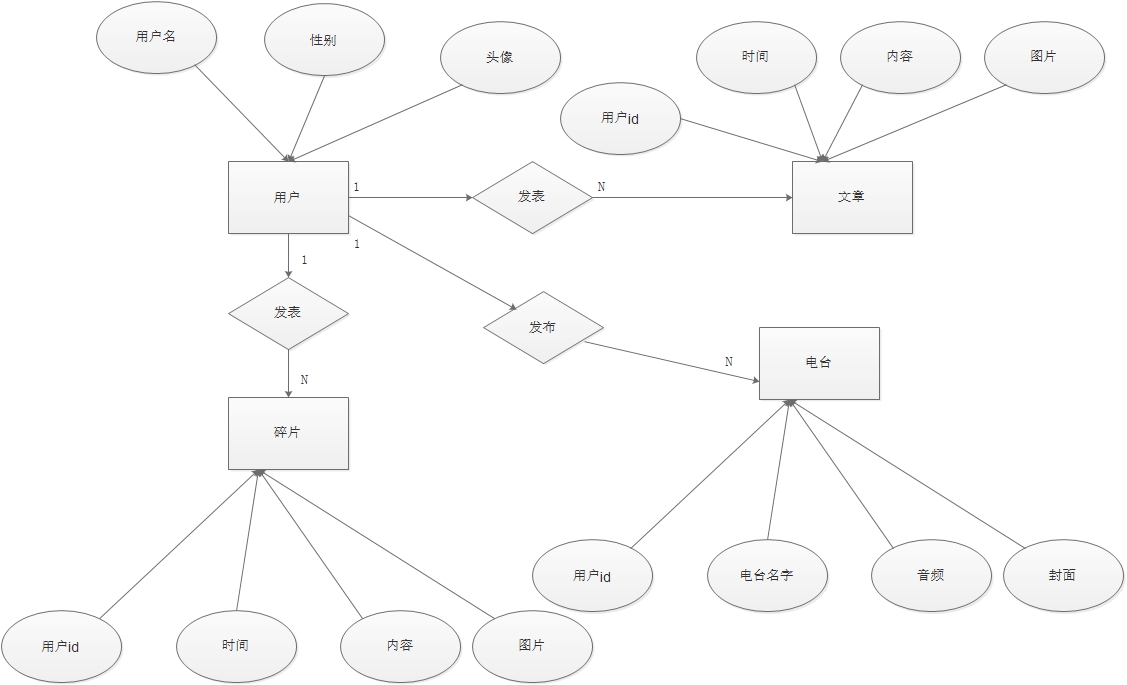 用户名
性别
头像
时间
内容
图片
用户id
用户
1
发表
N
文章
1
1
发表
发布
N
电台
N
碎片
用户id
电台名字
音频
封面
用户id
时间
内容
图片